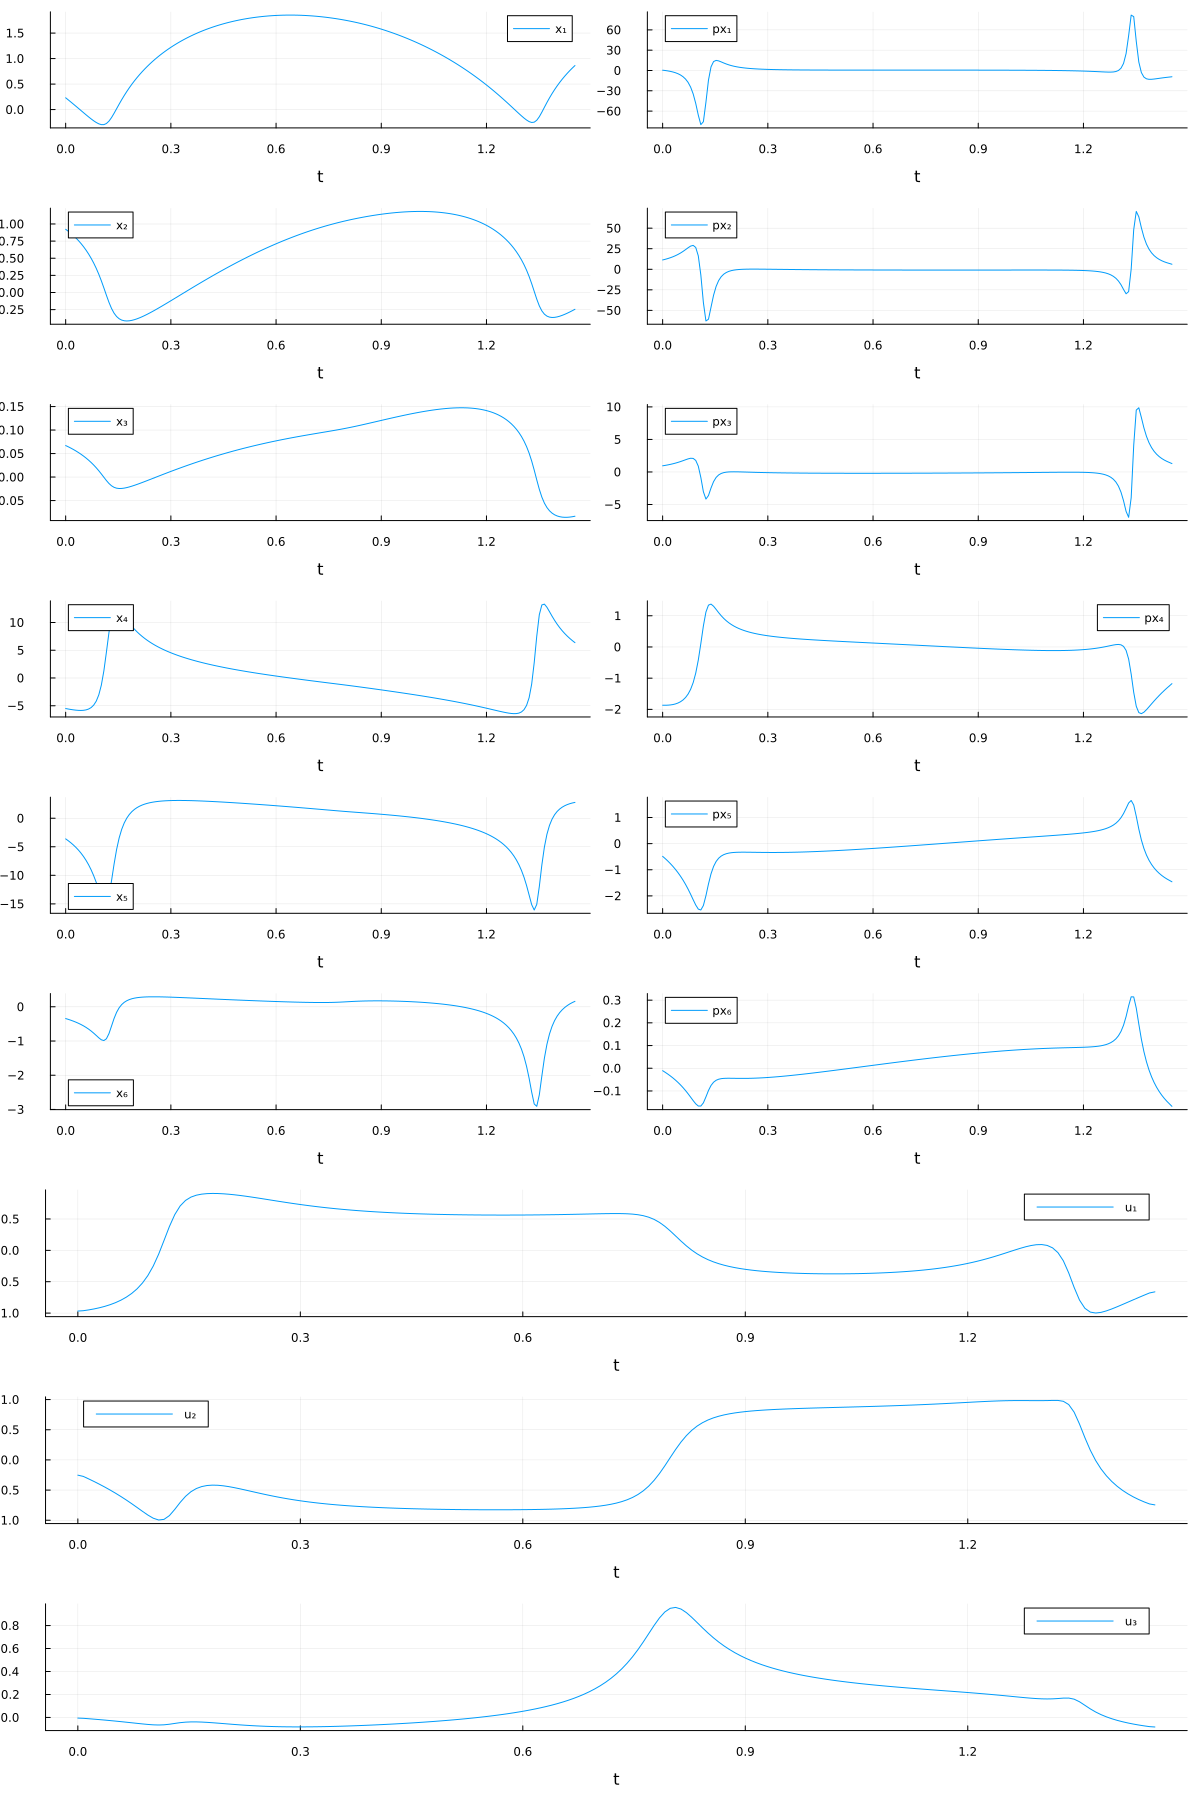 1.5
1.0
0.5
0.0
x₁
0.0 0.3 0.6 0.9 1.2
t
60
30
0
−30
−60
px₁
0.0 0.3 0.6 0.9 1.2
t
1.00
0.75
0.50
0.25
0.00
0.25
x₂
0.0 0.3 0.6 0.9 1.2
t
50
25
0
−25
−50
px₂
0.0 0.3 0.6 0.9 1.2
t
0.15
0.10
0.05
0.00
0.05
x₃
0.0 0.3 0.6 0.9 1.2
t
10
5
0
−5
px₃
0.0 0.3 0.6 0.9 1.2
t
10
5
0
−5
x₄
0.0 0.3 0.6 0.9 1.2
t
1
0
−1
−2
px₄
0.0 0.3 0.6 0.9 1.2
t
0
−5
−10
−15
x₅
0.0 0.3 0.6 0.9 1.2
t
1
0
−1
−2
px₅
0.0 0.3 0.6 0.9 1.2
t
0
−1
−2
−3
x₆
0.0 0.3 0.6 0.9 1.2
t
0.3
0.2
0.1
0.0
−0.1
px₆
0.0 0.3 0.6 0.9 1.2
t
0.5
0.0
0.5
1.0
u₁
0.0 0.3 0.6 0.9 1.2
t
1.0
0.5
0.0
0.5
1.0
u₂
0.0 0.3 0.6 0.9 1.2
t
0.8
0.6
0.4
0.2
0.0
u₃
0.0 0.3 0.6 0.9 1.2
t